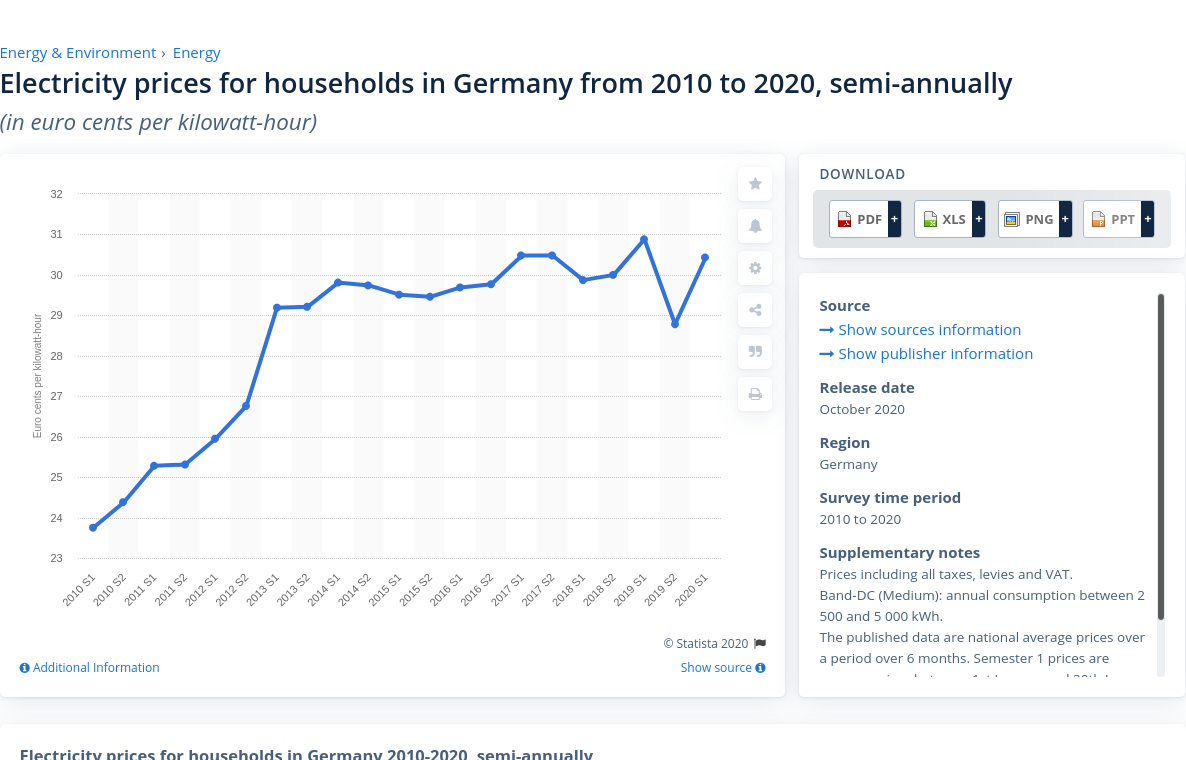 Energy & Environment › Energy
Electricity prices for households in Germany from 2010 to 2020, semi-annually
(in euro cents per kilowatt-hour)
32
31
30
29
28
27
26
25
24
23
Euro cents per kilowatt-hour
2010 S1
2010 S2
2011 S1
2011 S2
2012 S1
2012 S2
2013 S1
2013 S2
2014 S1
2014 S2
2015 S1
2015 S2
2016 S1
2016 S2
2017 S1
2017 S2
2018 S1
2018 S2
2019 S1
2019 S2
2020 S1
© Statista 2020
Additional Information
Show source
DOWNLOAD
PDF + XLS + PNG + PPT +
Source
Show sources information
Show publisher information
Release date
October 2020
Region
Germany
Survey time period
2010 to 2020
Supplementary notes
Prices including all taxes, levies and VAT.
Band-DC (Medium): annual consumption between 2
500 and 5 000 kWh.
The published data are national average prices over
a period over 6 months. Semester 1 prices are
Electricity prices for households in Germany 2010-2020, semi-annually